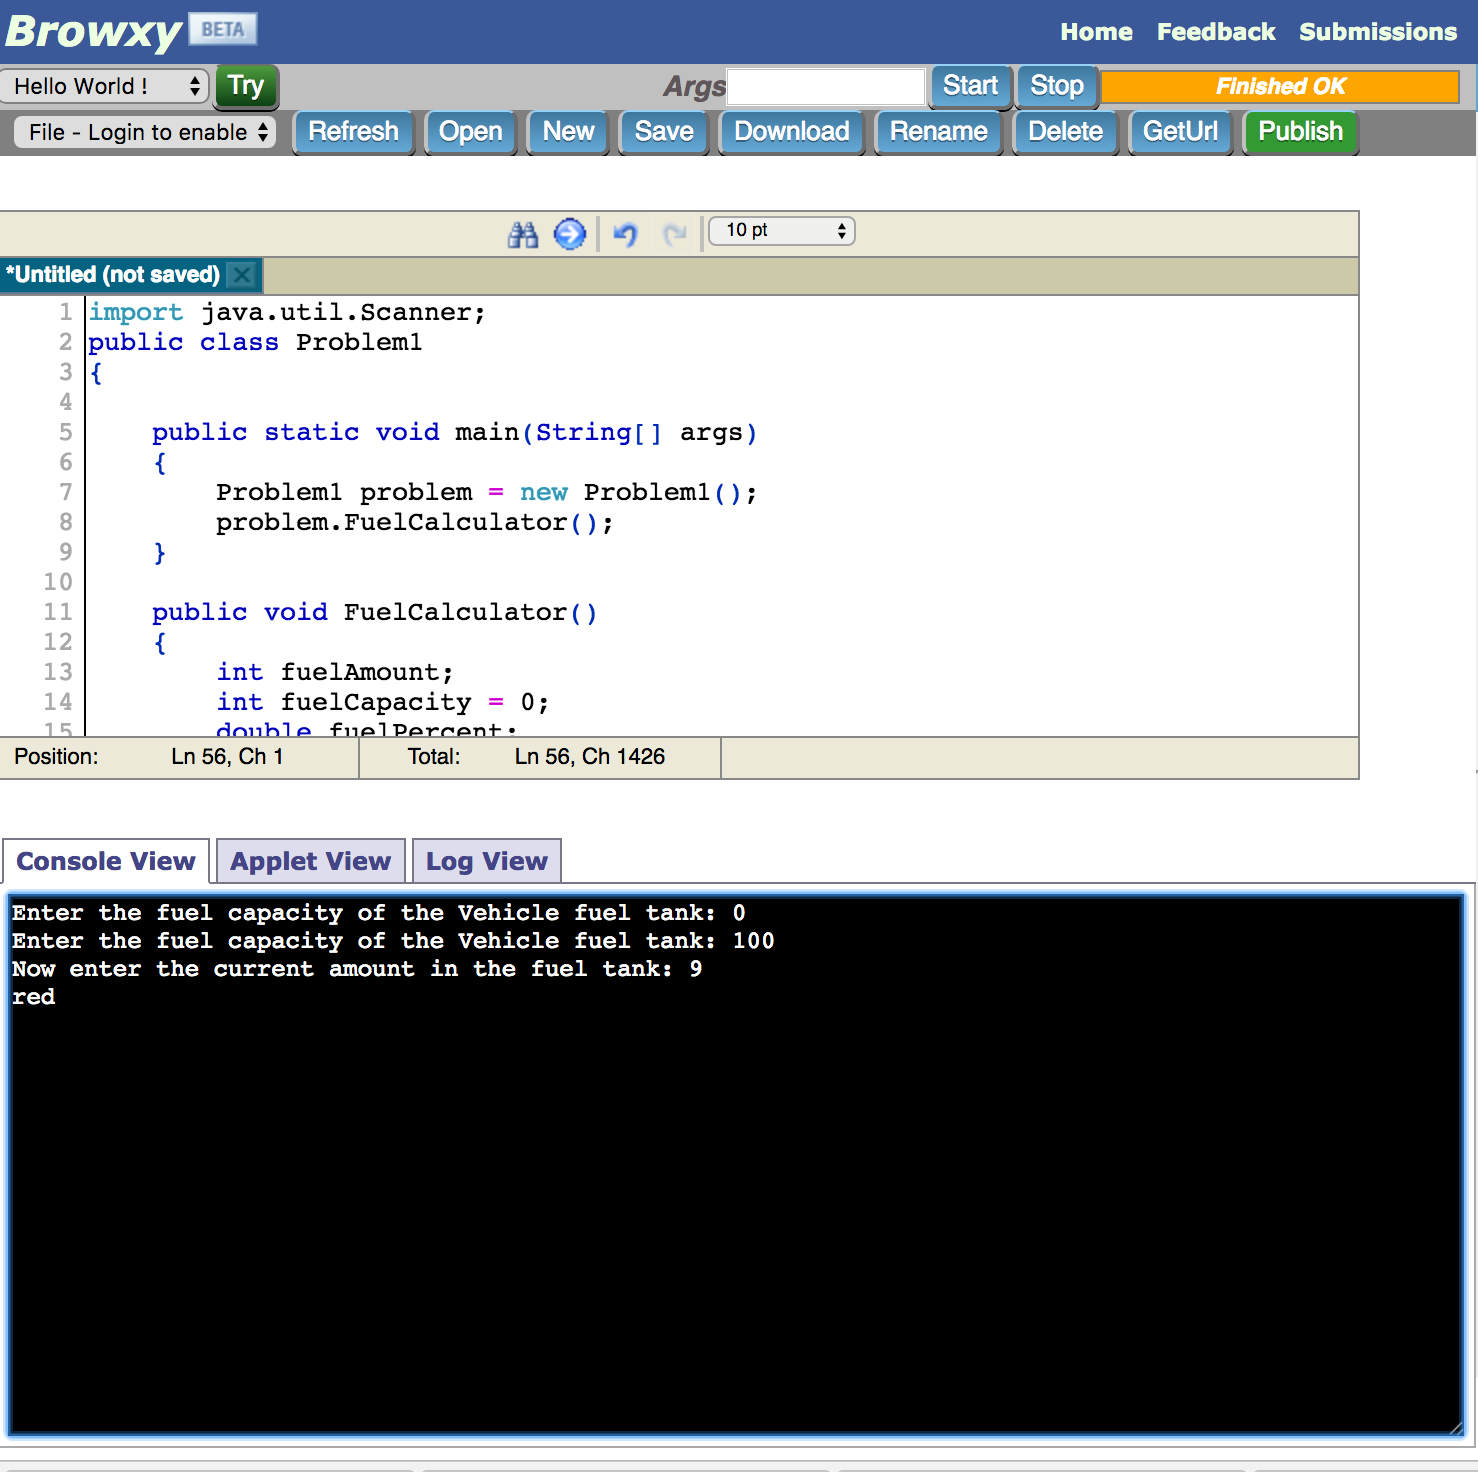 Browxy BETA
Home Feedback Submissions
Hello World ! Try Args Start Stop Finished OK
File - Login to enable Refresh Open New Save Download Rename Delete GetUrl Publish
10 pt
*Untitled (not saved)
1 import java.util.Scanner;
2 public class Problem1
3 {
4
5     public static void main(String[] args)
6     {
7         Problem1 problem = new Problem1();
8         problem.FuelCalculator();
9     }
10
11     public void FuelCalculator()
12     {
13         int fuelAmount;
14         int fuelCapacity = 0;
15         double fuelPercent;
Position: Ln 56, Ch 1 Total: Ln 56, Ch 1426
Console View Applet View Log View
Enter the fuel capacity of the Vehicle fuel tank: 0
Enter the fuel capacity of the Vehicle fuel tank: 100
Now enter the current amount in the fuel tank: 9
red